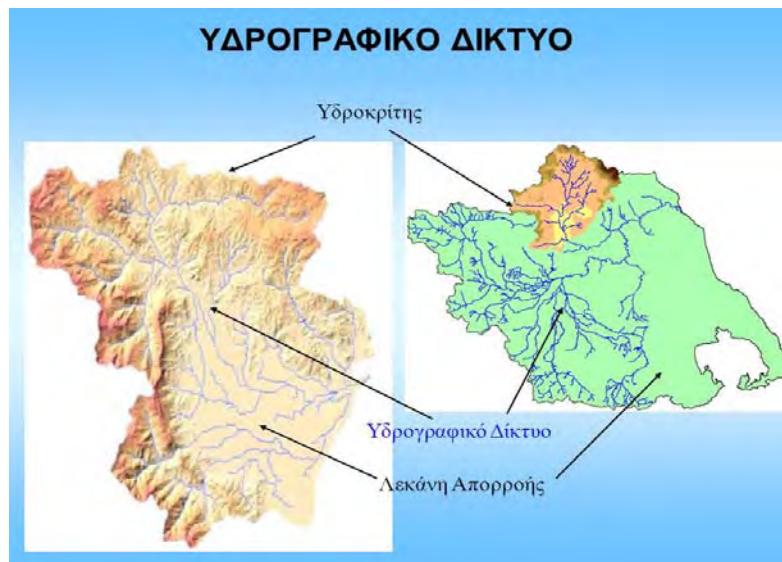 ΥΔΡΟΓΡΑΦΙΚΟ ΔΙΚΤΥΟ
Υδροκρίτης
Υδρογραφικό Δίκτυο
Λεκάνη Απορροής